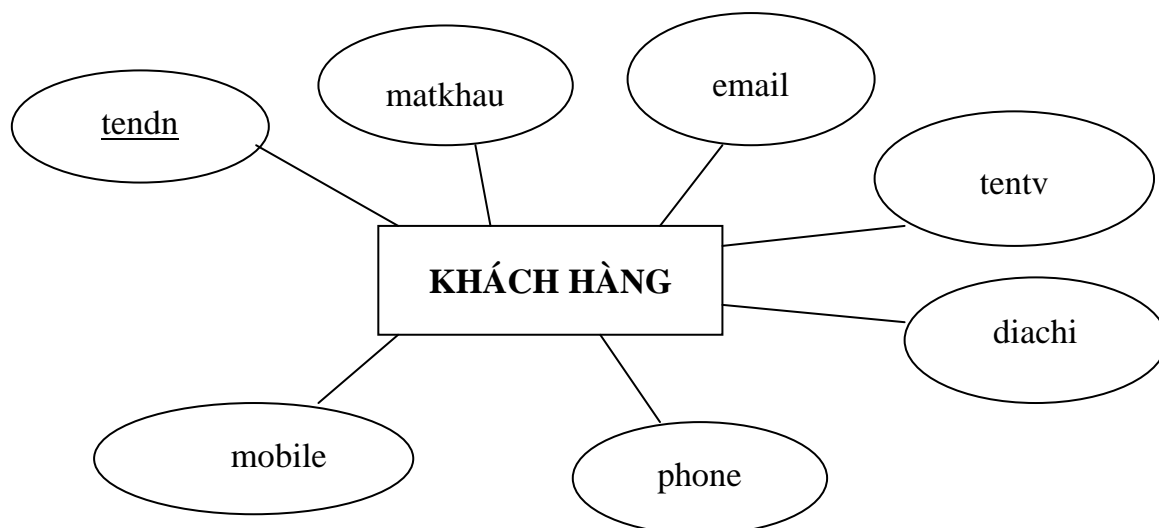 tendn
matkhau
email
tentv
KHÁCH HÀNG
diachi
mobile
phone